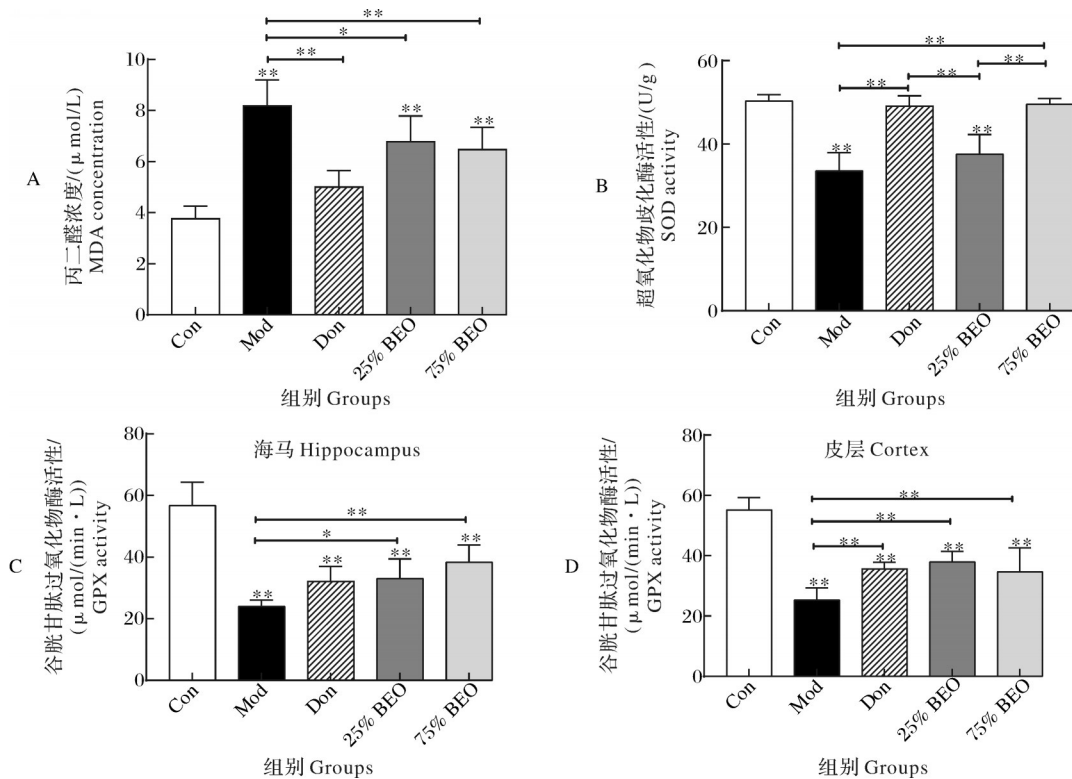 A
丙二醛浓度/(μmol/L)
MDA concentration
10
8
6
4
2
0
**
*
**
**
**
**
Con
Mod
Don
25% BEO
75% BEO
组别 Groups
B
超氧化物歧化酶活性/(U/g)
SOD activity
60
40
20
0
**
**
**
**
**
**
Con
Mod
Don
25% BEO
75% BEO
组别 Groups
C
谷胱甘肽过氧化物酶活性/
(μmol/(min·L))
GPX activity
海马 Hippocampus
80
60
40
20
0
**
*
**
**
**
**
Con
Mod
Don
25% BEO
75% BEO
组别 Groups
D
谷胱甘肽过氧化物酶活性/
(μmol/(min·L))
GPX activity
皮层 Cortex
80
60
40
20
0
**
**
**
**
**
**
**
Con
Mod
Don
25% BEO
75% BEO
组别 Groups